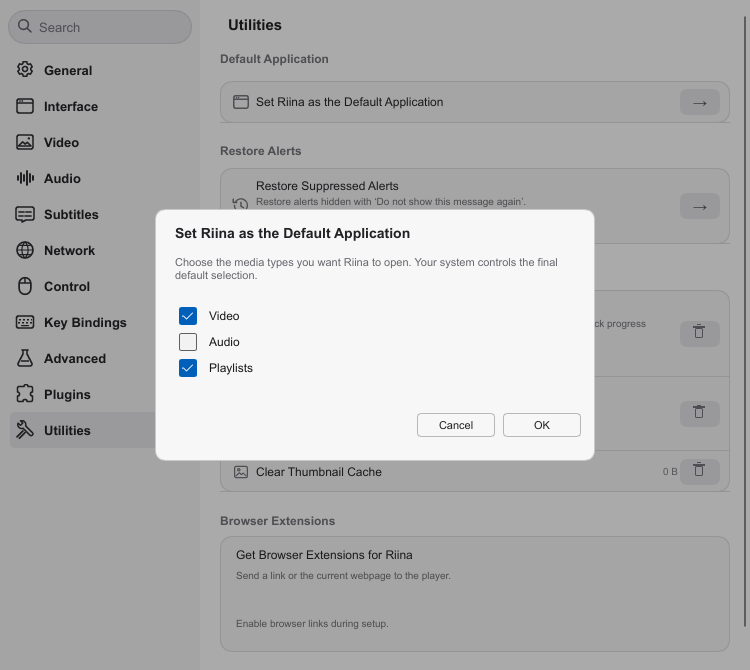 Search
General
Interface
Video
Audio
Subtitles
Network
Control
Key Bindings
Advanced
Plugins
Utilities
Utilities
Default Application
Set Riina as the Default Application
→
Restore Alerts
Restore Suppressed Alerts
Restore alerts hidden with ‘Do not show this message again’.
→
Set Riina as the Default Application
Choose the media types you want Riina to open. Your system controls the final
default selection.
Video
Audio
Playlists
Cancel
OK
progress
Clear Thumbnail Cache
0 B
Browser Extensions
Get Browser Extensions for Riina
Send a link or the current webpage to the player.
Enable browser links during setup.